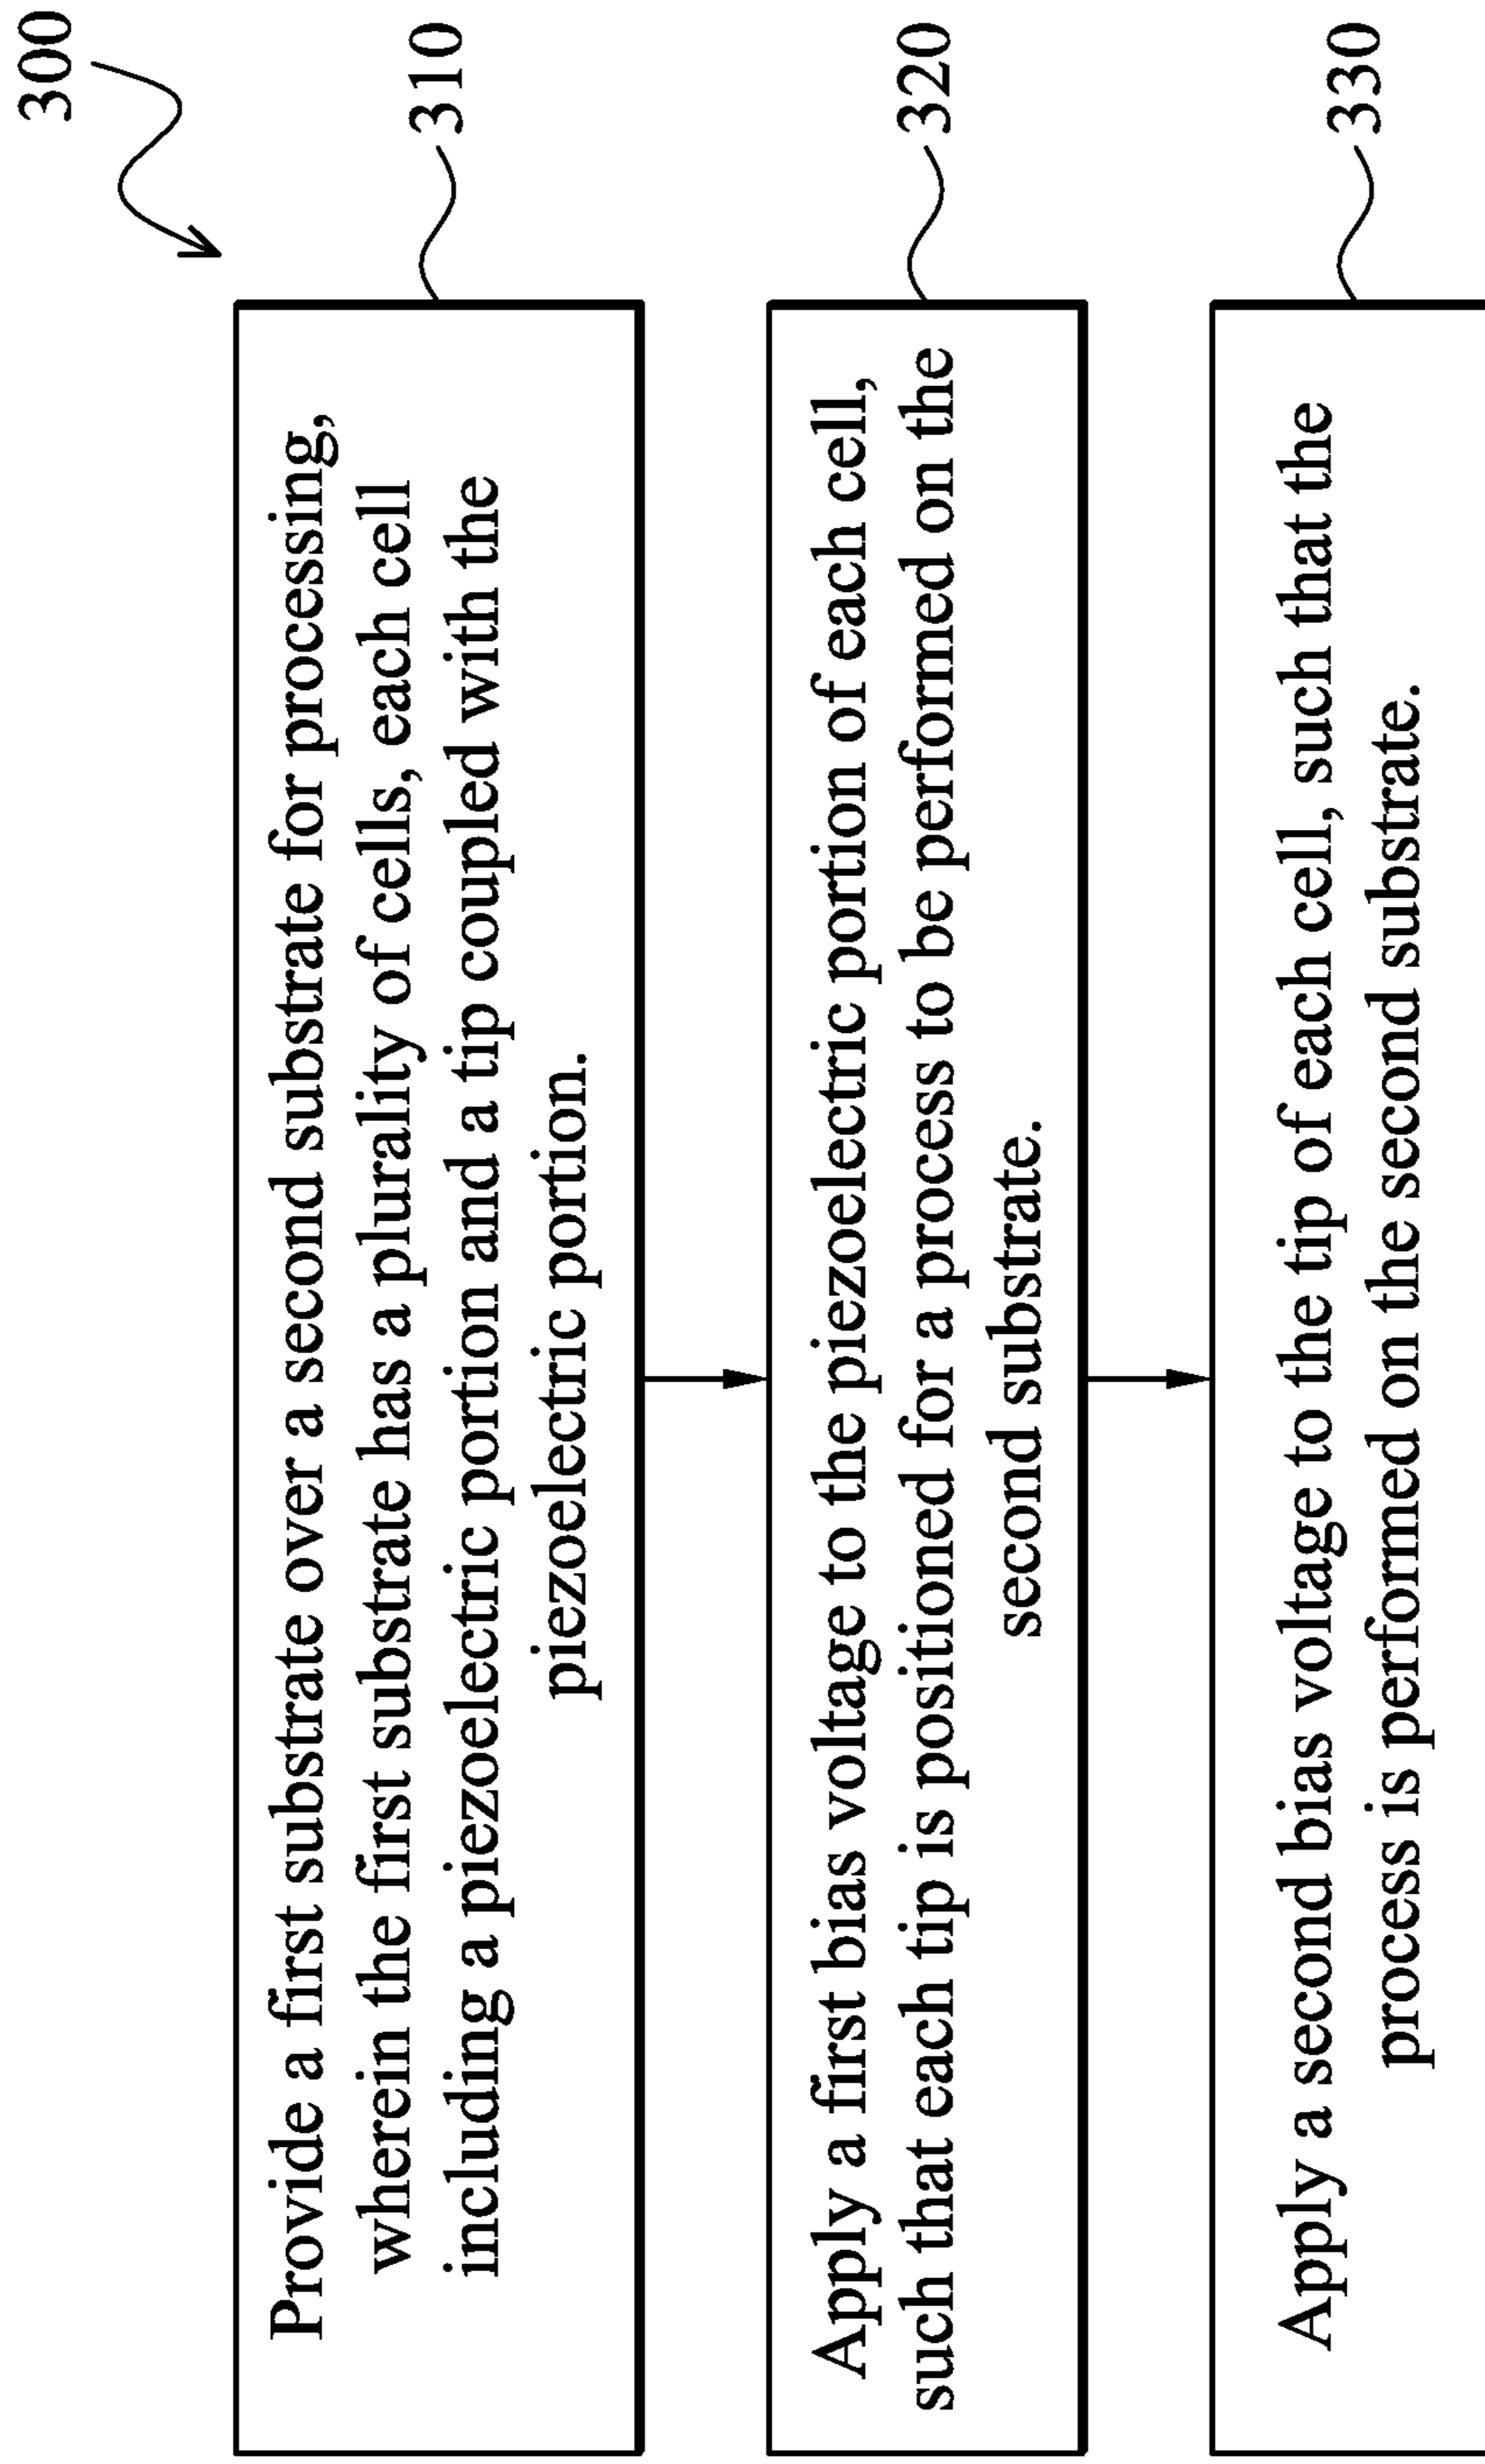 300
310
Provide a first substrate over a second substrate for processing,
wherein the first substrate has a plurality of cells, each cell
including a piezoelectric portion and a tip coupled with the
piezoelectric portion.
320
Apply a first bias voltage to the piezoelectric portion of each cell,
such that each tip is positioned for a process to be performed on the
second substrate.
330
Apply a second bias voltage to the tip of each cell, such that the
process is performed on the second substrate.